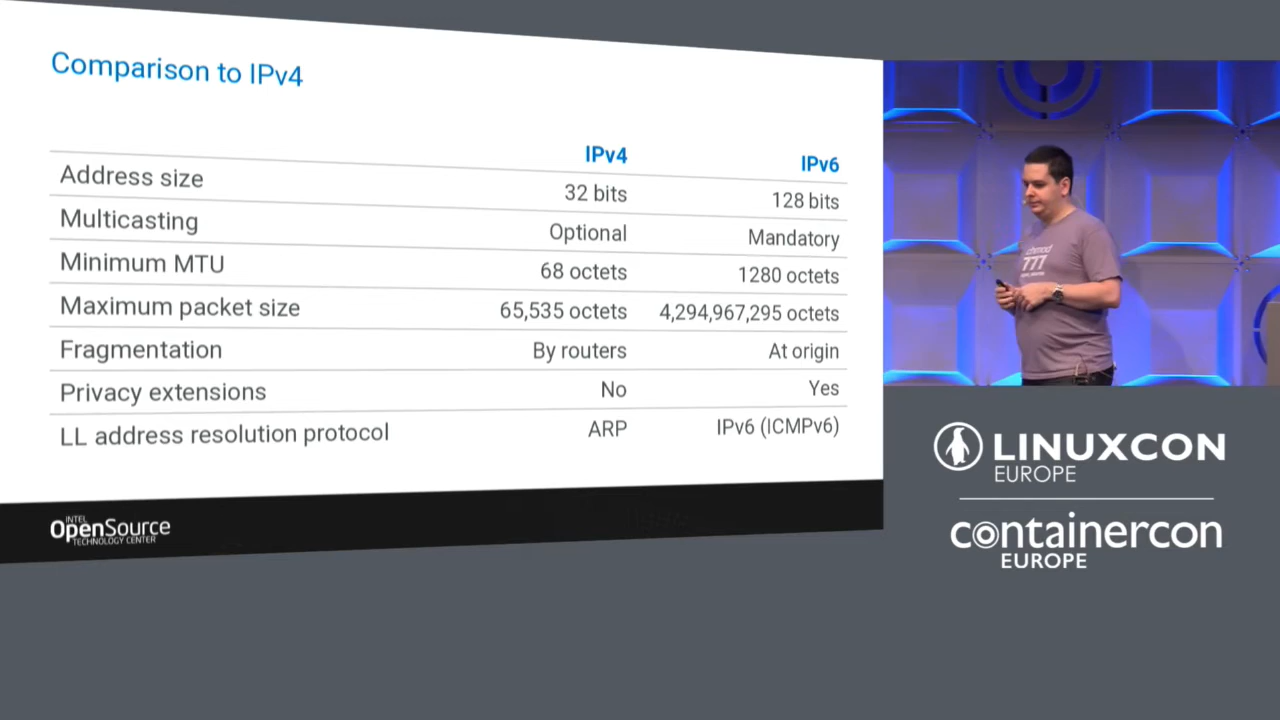 Comparison to IPv4
IPv4 IPv6
Address size 32 bits 128 bits
Multicasting Optional Mandatory
Minimum MTU 68 octets 1280 octets
Maximum packet size 65,535 octets 4,294,967,295 octets
Fragmentation By routers At origin
Privacy extensions No Yes
LL address resolution protocol ARP IPv6 (ICMPv6)
INTEL
OpenSource
TECHNOLOGY CENTER
chmod
777
LINUXCON
EUROPE
containercon
EUROPE